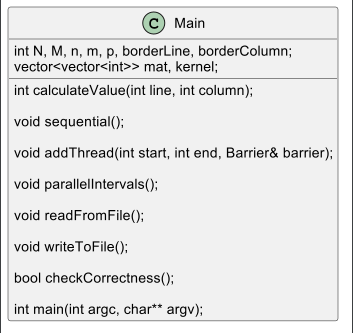 C Main
int N, M, n, m, p, borderLine, borderColumn;
vector<vector<int>> mat, kernel;
int calculateValue(int line, int column);
void sequential();
void addThread(int start, int end, Barrier& barrier);
void parallelIntervals();
void readFromFile();
void writeToFile();
bool checkCorrectness();
int main(int argc, char** argv);